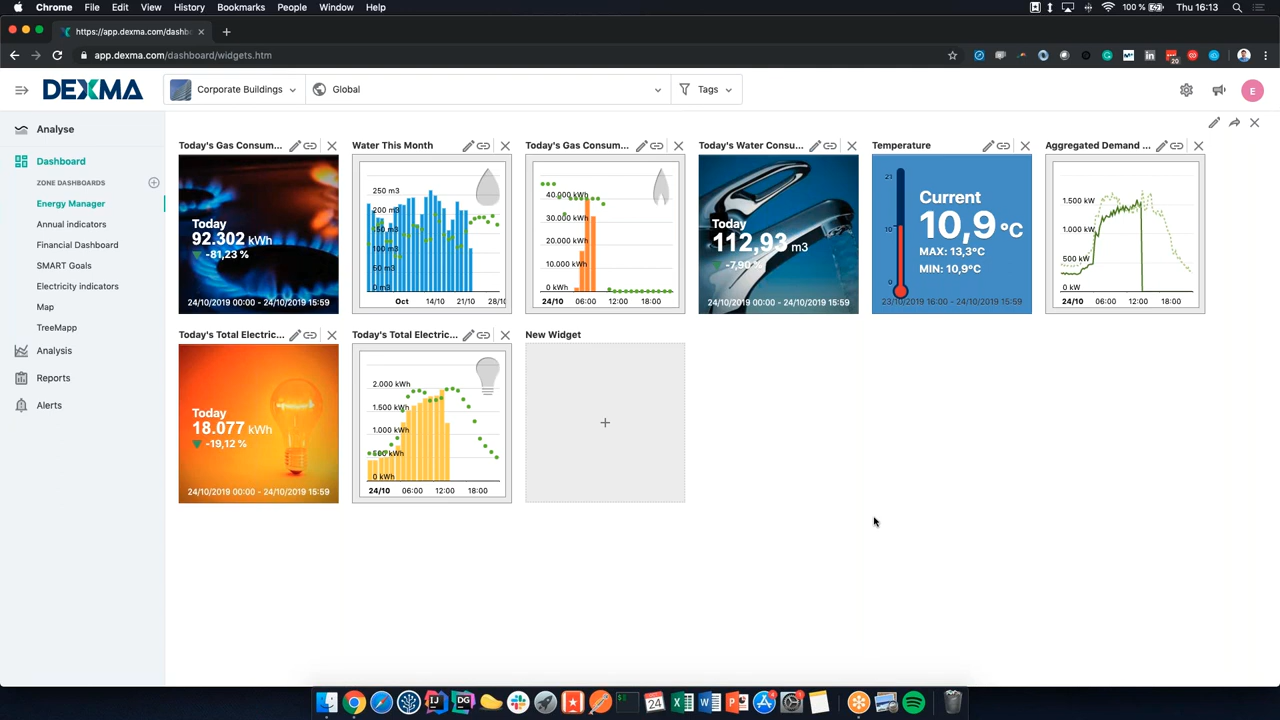 Chrome File Edit View History Bookmarks People Window Help
100 % Thu 16:13
https://app.dexma.com/dashb
app.dexma.com/dashboard/widgets.htm
20
DEXMA Corporate Buildings Global Tags E
Analyse
Dashboard
ZONE DASHBOARDS
Energy Manager
Annual indicators
Financial Dashboard
SMART Goals
Electricity indicators
Map
TreeMapp
Analysis
Reports
Alerts
Today's Gas Consum...
Today
92.302 kWh
-81,23 %
24/10/2019 00:00 - 24/10/2019 15:59
Water This Month
250 m3
200 m3
150 m3
100 m3
50 m3
Oct 14/10 21/10 28/10
Today's Gas Consum...
40.000 kWh
30.000 kWh
20.000 kWh
10.000 kWh
0 kWh
24/10 06:00 12:00 18:00
Today's Water Consu...
Today
112,93 m3
-7,90 %
24/10/2019 00:00 - 24/10/2019 15:59
Temperature
21
10
0
Current
10,9 °C
MAX: 13,3°C
MIN: 10,9°C
23/10/2019 16:00 - 24/10/2019 15:59
Aggregated Demand ...
1.500 kW
1.000 kW
500 kW
0 kW
24/10 06:00 12:00 18:00
Today's Total Electric...
Today
18.077 kWh
-19,12 %
24/10/2019 00:00 - 24/10/2019 15:59
Today's Total Electric...
2.000 kWh
1.500 kWh
1.000 kWh
500 kWh
0 kWh
24/10 06:00 12:00 18:00
New Widget
+
24